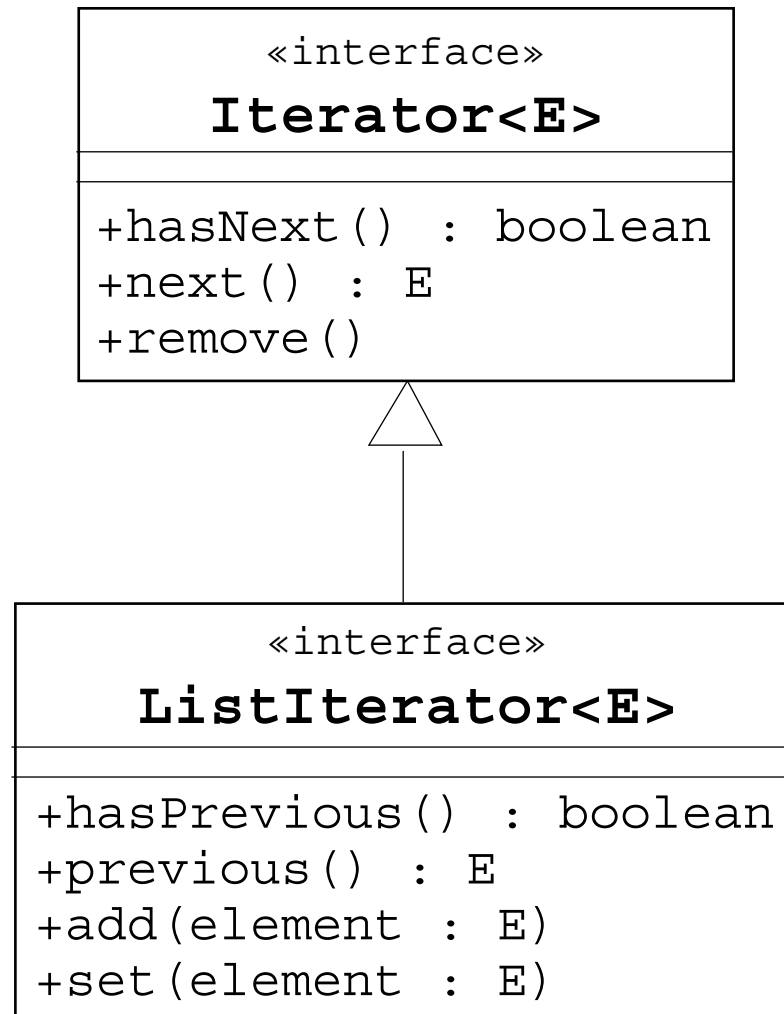 «interface»
Iterator<E>
+hasNext() : boolean
+next() : E
+remove()
«interface»
ListIterator<E>
+hasPrevious() : boolean
+previous() : E
+add(element : E)
+set(element : E)